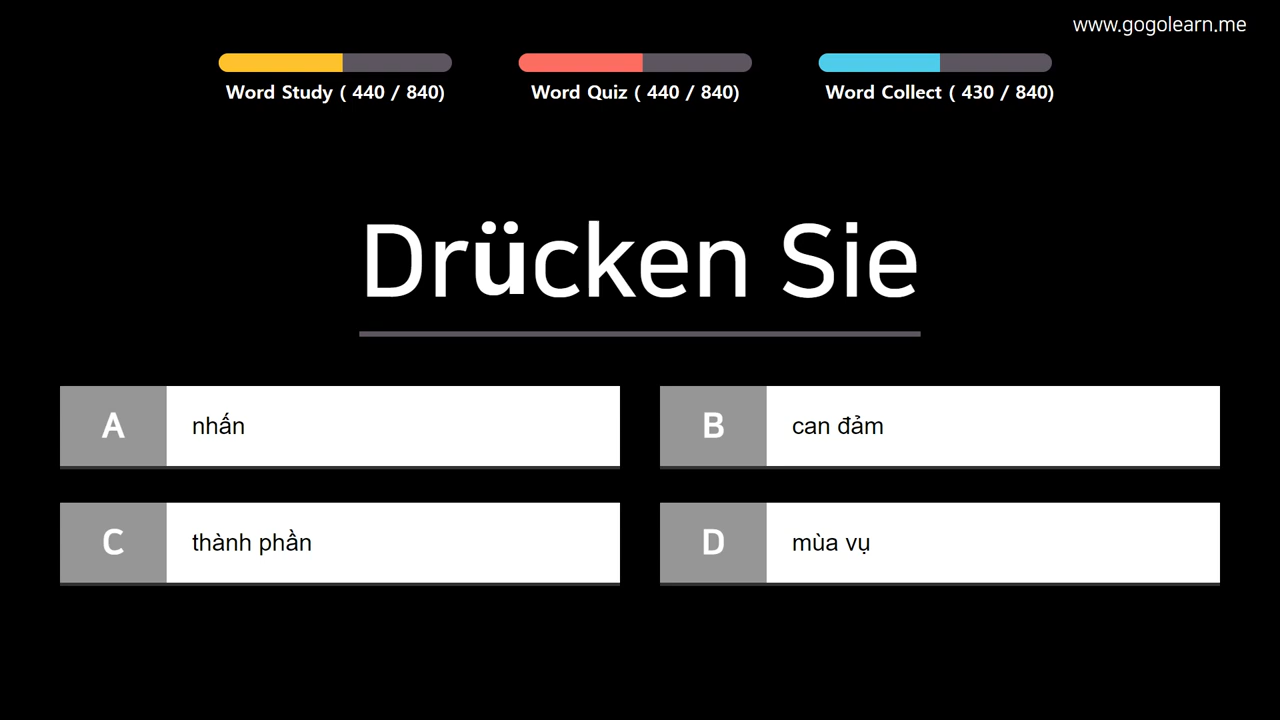 www.gogolearn.me
Word Study ( 440 / 840)
Word Quiz ( 440 / 840)
Word Collect ( 430 / 840)
Drücken Sie
A nhấn
B can đảm
C thành phần
D mùa vụ